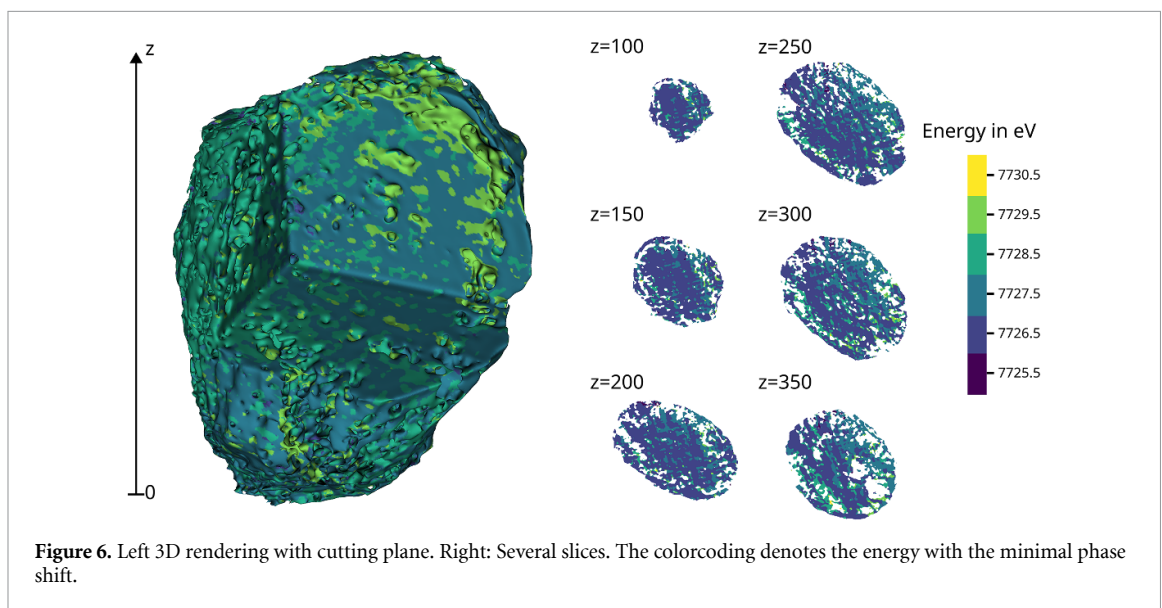 z
0
z=100
z=250
z=150
z=300
z=200
z=350
Energy in eV
7730.5
7729.5
7728.5
7727.5
7726.5
7725.5
Figure 6. Left 3D rendering with cutting plane. Right: Several slices. The colorcoding denotes the energy with the minimal phase
shift.